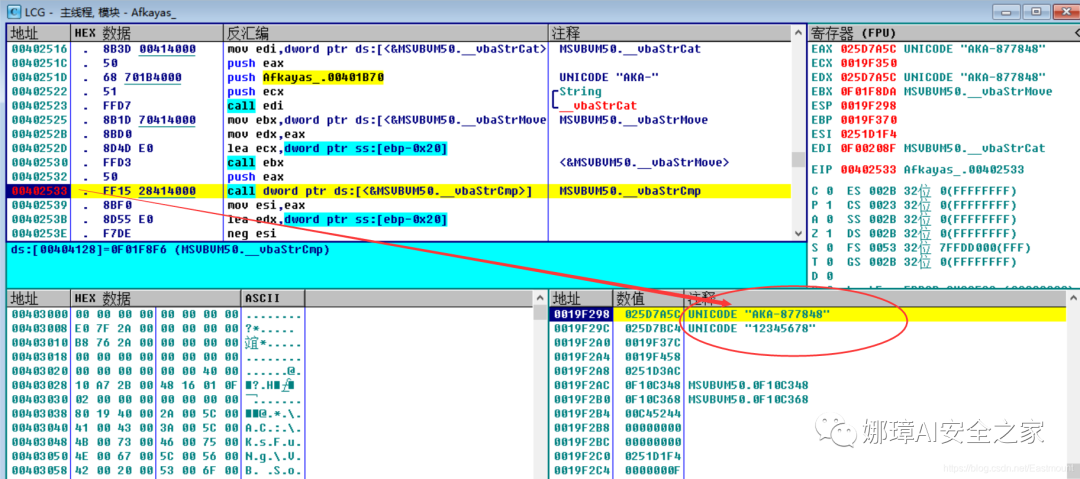 LCG - 主线程, 模块 - Afkayas_
地址 HEX 数据 反汇编 注释 寄存器 (FPU)
00402516 . 8B3D 00414000 mov edi,dword ptr ds:[<&MSVBVM50.__vbaStrCat> MSVBVM50.__vbaStrCat
0040251C . 50 push eax
0040251D . 68 701B4000 push Afkayas_.00401B70 UNICODE "AKA-"
00402522 . 51 push ecx String
00402523 . FFD7 call edi __vbaStrCat
00402525 . 8B1D 70414000 mov ebx,dword ptr ds:[<&MSVBVM50.__vbaStrMove MSVBVM50.__vbaStrMove
0040252B . 8BD0 mov edx,eax
0040252D . 8D4D E0 lea ecx,dword ptr ss:[ebp-0x20]
00402530 . FFD3 call ebx <&MSVBVM50.__vbaStrMove>
00402532 . 50 push eax
00402533 . FF15 28414000 call dword ptr ds:[<&MSVBVM50.__vbaStrCmp>] MSVBVM50.__vbaStrCmp
00402539 . 8BF0 mov esi,eax
0040253B . 8D55 E0 lea edx,dword ptr ss:[ebp-0x20]
0040253E . F7DE neg esi
EAX 025D7A5C UNICODE "AKA-877848"
ECX 0019F350
EDX 025D7A5C UNICODE "AKA-877848"
EBX 0F01F8DA MSVBVM50.__vbaStrMove
ESP 0019F298
EBP 0019F370
ESI 0251D1F4
EDI 0F00208F MSVBVM50.__vbaStrCat
EIP 00402533 Afkayas_.00402533
C 0 ES 002B 32位 0(FFFFFFFF)
P 1 CS 0023 32位 0(FFFFFFFF)
A 0 SS 002B 32位 0(FFFFFFFF)
Z 1 DS 002B 32位 0(FFFFFFFF)
S 0 FS 0053 32位 7FFDD000(FFF)
T 0 GS 002B 32位 0(FFFFFFFF)
D 0
ds:[00404128]=0F01F8F6 (MSVBVM50.__vbaStrCmp)
地址 HEX 数据 ASCII
00403000 00 00 00 00 00 00 00 00 ........
00403008 E0 7F 2A 00 00 00 00 00 ?*.....
00403010 B8 76 2A 00 00 00 00 00 竤*.....
00403018 00 00 00 00 00 00 00 00 ........
00403020 00 00 00 00 00 00 40 00 ......@.
00403028 10 A7 2B 00 48 16 01 0F
00403030 02 00 00 00 00 00 00 00
00403038 80 19 40 00 2A 00 5C 00
00403040 41 00 43 00 3A 00 5C 00 A.C.:.\.
00403048 4B 00 73 00 46 00 75 00 K.s.F.u.
00403050 4E 00 67 00 5C 00 56 00 N.g.\.V.
00403058 42 00 20 00 53 00 6F 00 B. .S.o.
地址 数值 注释
0019F298 025D7A5C UNICODE "AKA-877848"
0019F29C 025D7BC4 UNICODE "12345678"
0019F2A0 0019F37C
0019F2A4 0019F458
0019F2A8 0251D3AC
0019F2AC 0F10C348 MSVBVM50.0F10C348
0019F2B0 0F10C368 MSVBVM50.0F10C368
0019F2B4 00C45244
0019F2B8 00000000
0019F2BC 00000000
0019F2C0 0251D1F4
0019F2C4 0000000F
娜璋AI安全之家